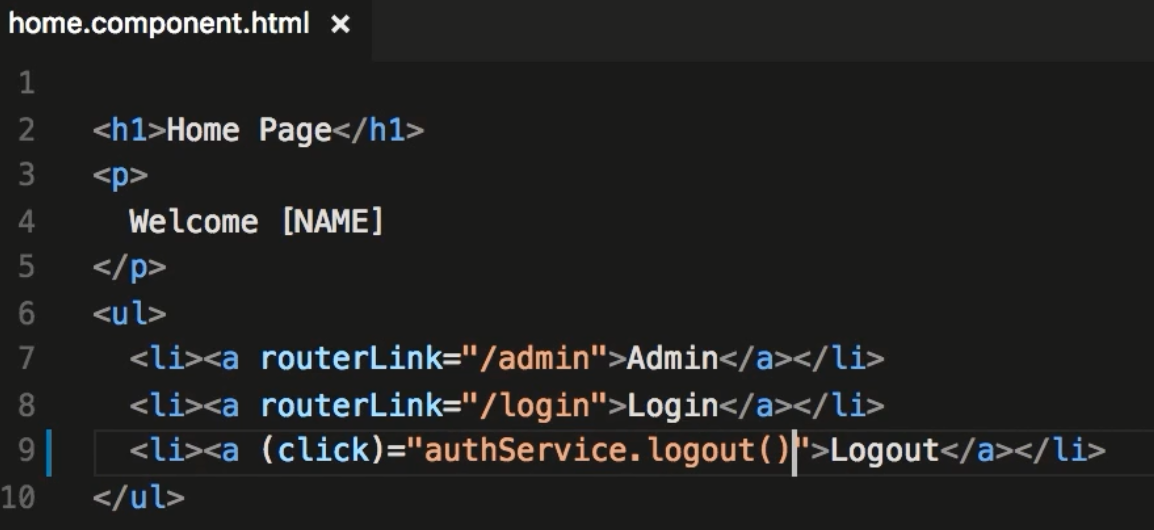 home.component.html ×
1
2 <h1>Home Page</h1>
3 <p>
4   Welcome [NAME]
5 </p>
6 <ul>
7   <li><a routerLink="/admin">Admin</a></li>
8   <li><a routerLink="/login">Login</a></li>
9   <li><a (click)="authService.logout()">Logout</a></li>
10 </ul>